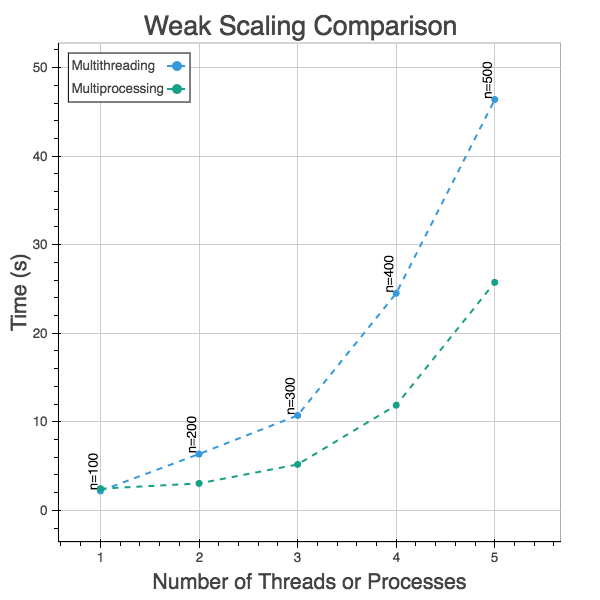 Weak Scaling Comparison
Multithreading
Multiprocessing
50
40
30
20
10
0
Time (s)
n=100
n=200
n=300
n=400
n=500
1 2 3 4 5
Number of Threads or Processes